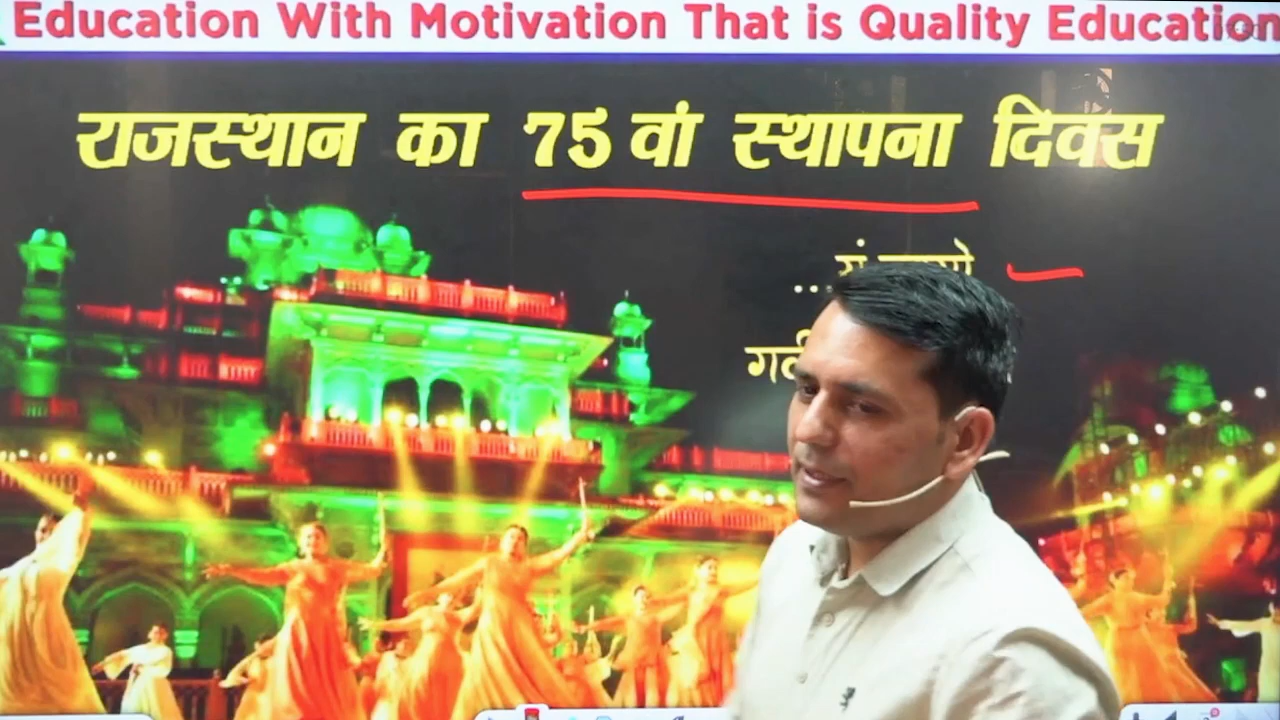 Education With Motivation That is Quality Education
राजस्थान का 75 वां स्थापना दिवस